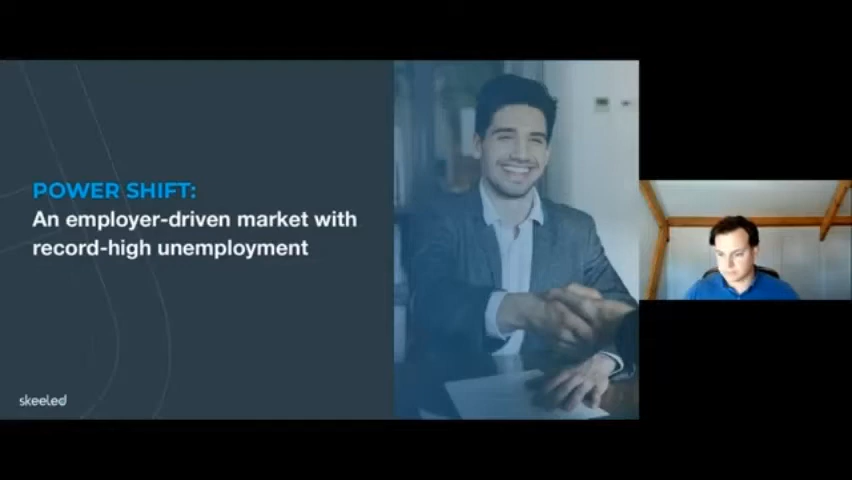 POWER SHIFT:
An employer-driven market with
record-high unemployment
skeeled